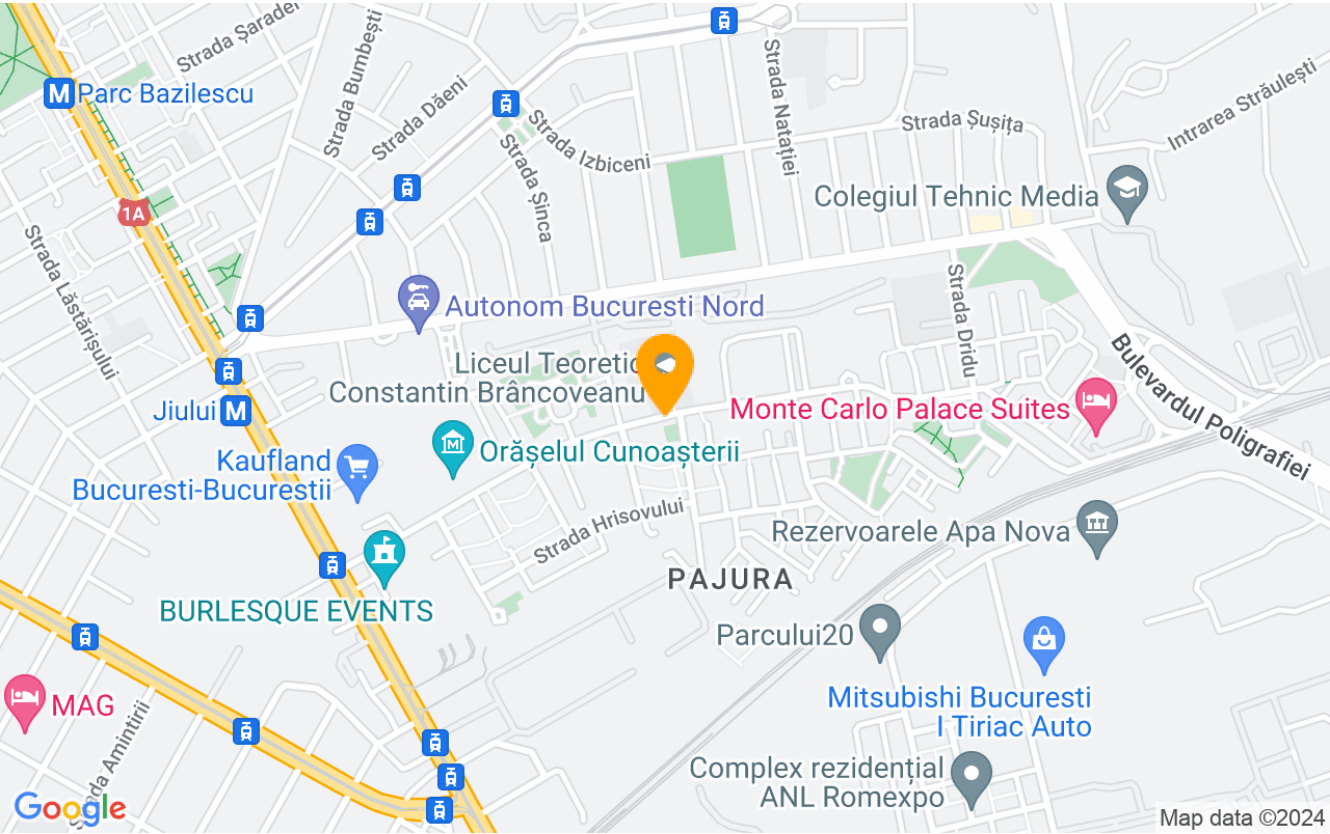 Strada Șaradei
Strada Bumbești
Strada Natației
M Parc Bazilescu
Strada Dăeni
Strada Izbiceni
Strada Sușița
Intrarea Străulești
Strada Șinca
Colegiul Tehnic Media
1A
Strada Lăstărișului
Autonom Bucuresti Nord
Strada Dridu
Bulevardul Poligrafiei
Liceul Teoretic
Constantin Brâncoveanu
Jiului M
Monte Carlo Palace Suites
Orășelul Cunoașterii
Kaufland
Bucuresti-Bucurestii
Strada Hrisovului
Rezervoarele Apa Nova
PAJURA
BURLESQUE EVENTS
Parcului20
MAG
Mitsubishi Bucuresti
I Tiriac Auto
Amintirii
Complex rezidențial
ANL Romexpo
Google
Map data ©2024